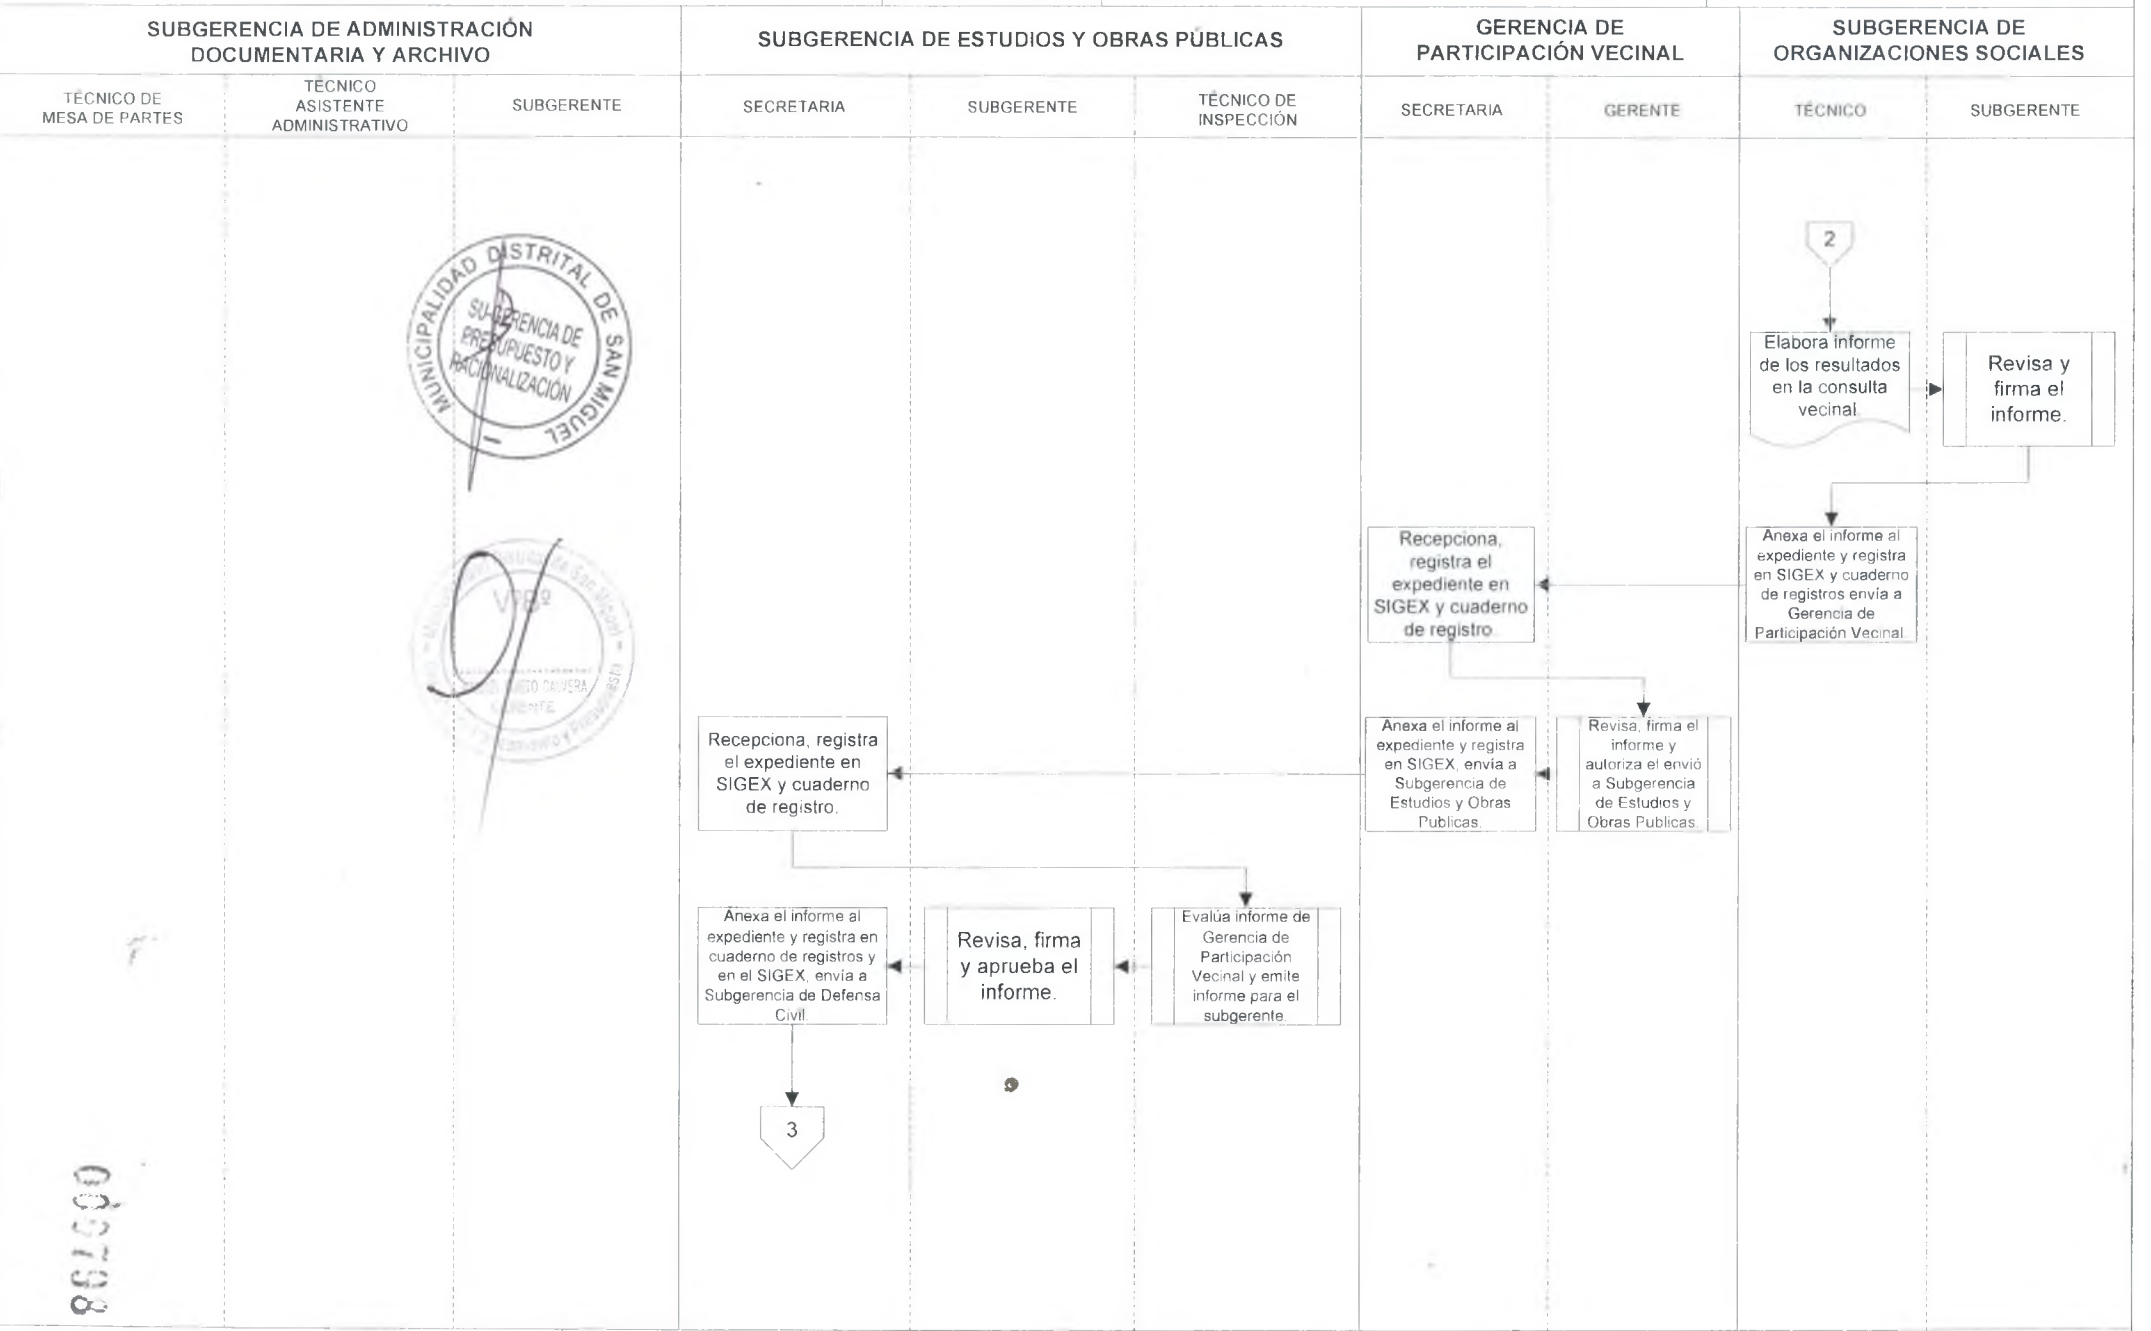 SUBGERENCIA DE ADMINISTRACIÓN
DOCUMENTARIA Y ARCHIVO
SUBGERENCIA DE ESTUDIOS Y OBRAS PÚBLICAS
GERENCIA DE
PARTICIPACIÓN VECINAL
SUBGERENCIA DE
ORGANIZACIONES SOCIALES
TÉCNICO DE
MESA DE PARTES
TÉCNICO
ASISTENTE
ADMINISTRATIVO
SUBGERENTE
SECRETARIA
SUBGERENTE
TÉCNICO DE
INSPECCIÓN
SECRETARIA
GERENTE
TÉCNICO
SUBGERENTE
2
MUNICIPALIDAD DISTRITAL DE SAN MIGUEL
SU-GERENCIA DE
PRESUPUESTO Y
RACIONALIZACIÓN
Elabora informe
de los resultados
en la consulta
vecinal.
Revisa y
firma el
informe.
Recepciona,
registra el
expediente en
SIGEX y cuaderno
de registro.
Anexa el informe al
expediente y registra
en SIGEX y cuaderno
de registros envía a
Gerencia de
Participación Vecinal.
VºBº
Recepciona, registra
el expediente en
SIGEX y cuaderno
de registro.
Anexa el informe al
expediente y registra
en SIGEX, envía a
Subgerencia de
Estudios y Obras
Publicas.
Revisa, firma el
informe y
autoriza el envió
a Subgerencia
de Estudios y
Obras Publicas.
Anexa el informe al
expediente y registra en
cuaderno de registros y
en el SIGEX, envía a
Subgerencia de Defensa
Civil.
Revisa, firma
y aprueba el
informe.
Evalúa informe de
Gerencia de
Participación
Vecinal y emite
informe para el
subgerente.
3
000798